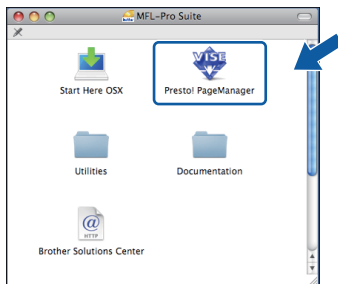 MFL-Pro Suite
VISE
Start Here OSX
Presto! PageManager
Utilities
Documentation
@
HTTP
Brother Solutions Center